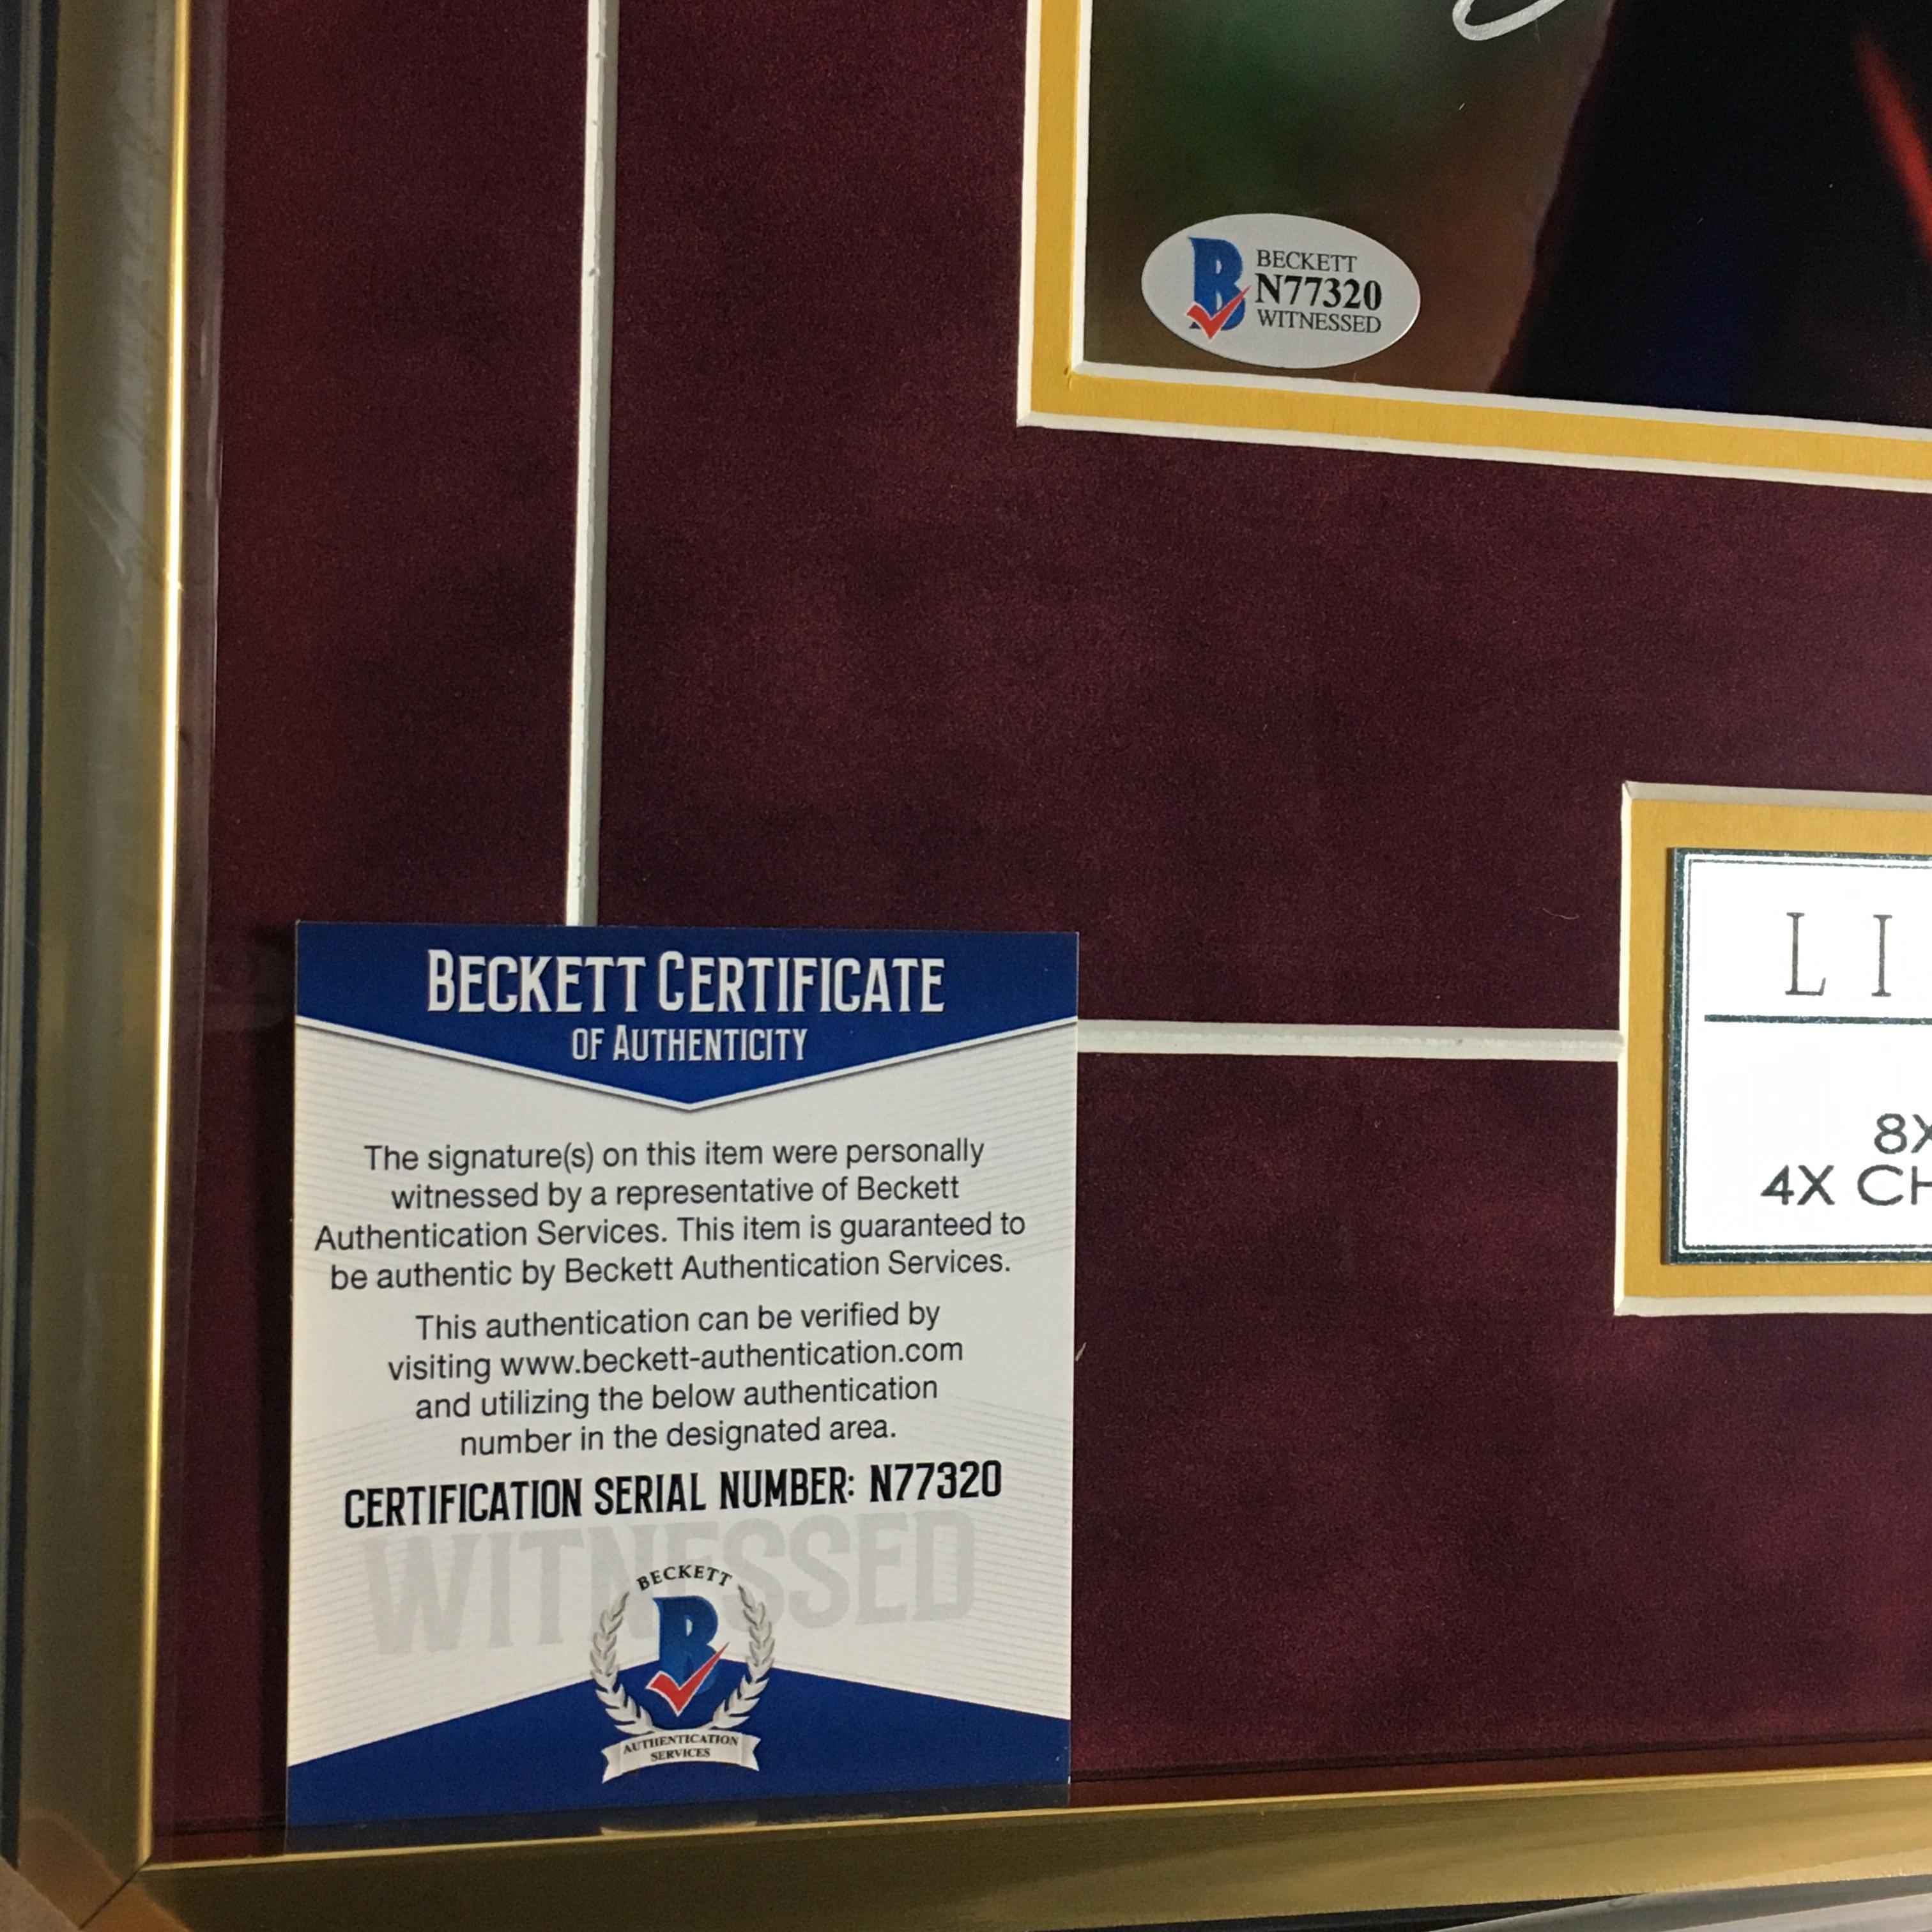 BECKETT
N77320
WITNESSED
BECKETT CERTIFICATE
OF AUTHENTICITY
The signature(s) on this item were personally
witnessed by a representative of Beckett
Authentication Services. This item is guaranteed to
be authentic by Beckett Authentication Services.
This authentication can be verified by
visiting www.beckett-authentication.com
and utilizing the below authentication
number in the designated area.
CERTIFICATION SERIAL NUMBER: N77320
WITNESSED
BECKETT
B
AUTHENTICATION
SERVICES
L I
8X
4X CH